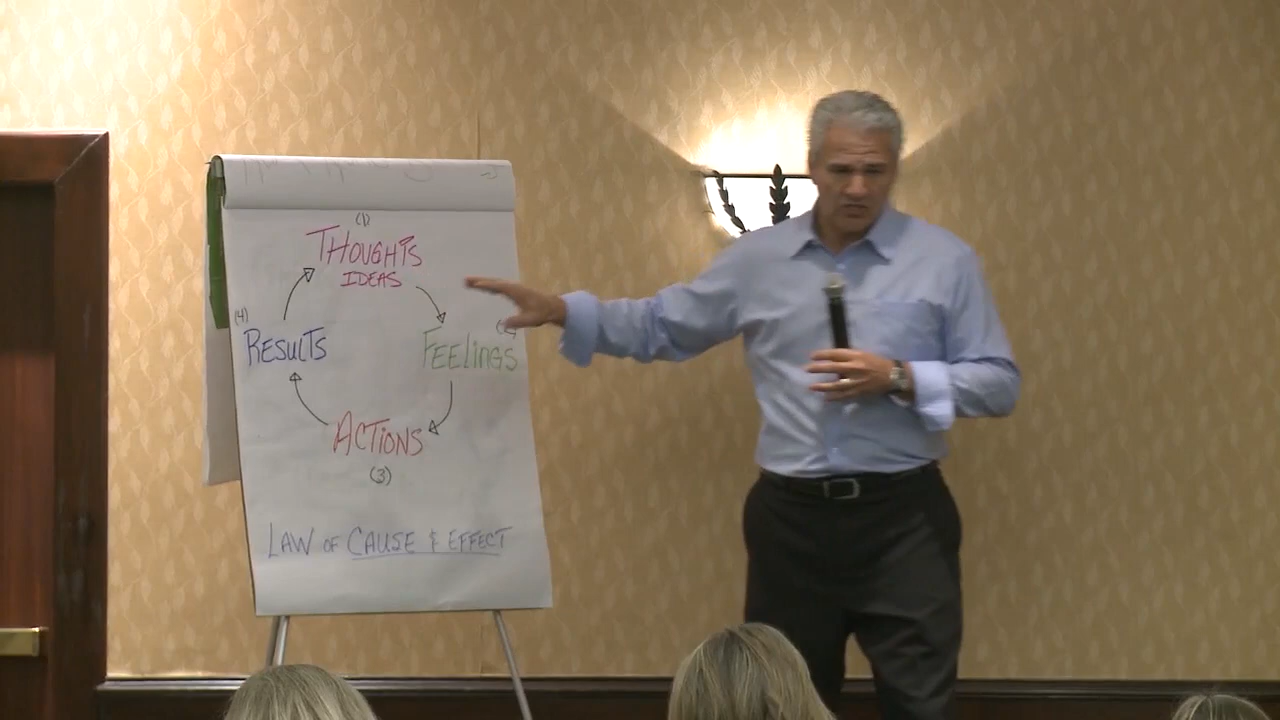 (1)
THOUGHTS
IDEAS
(4)
RESULTS
FEELINGS
ACTIONS
(3)
LAW OF CAUSE & EFFECT